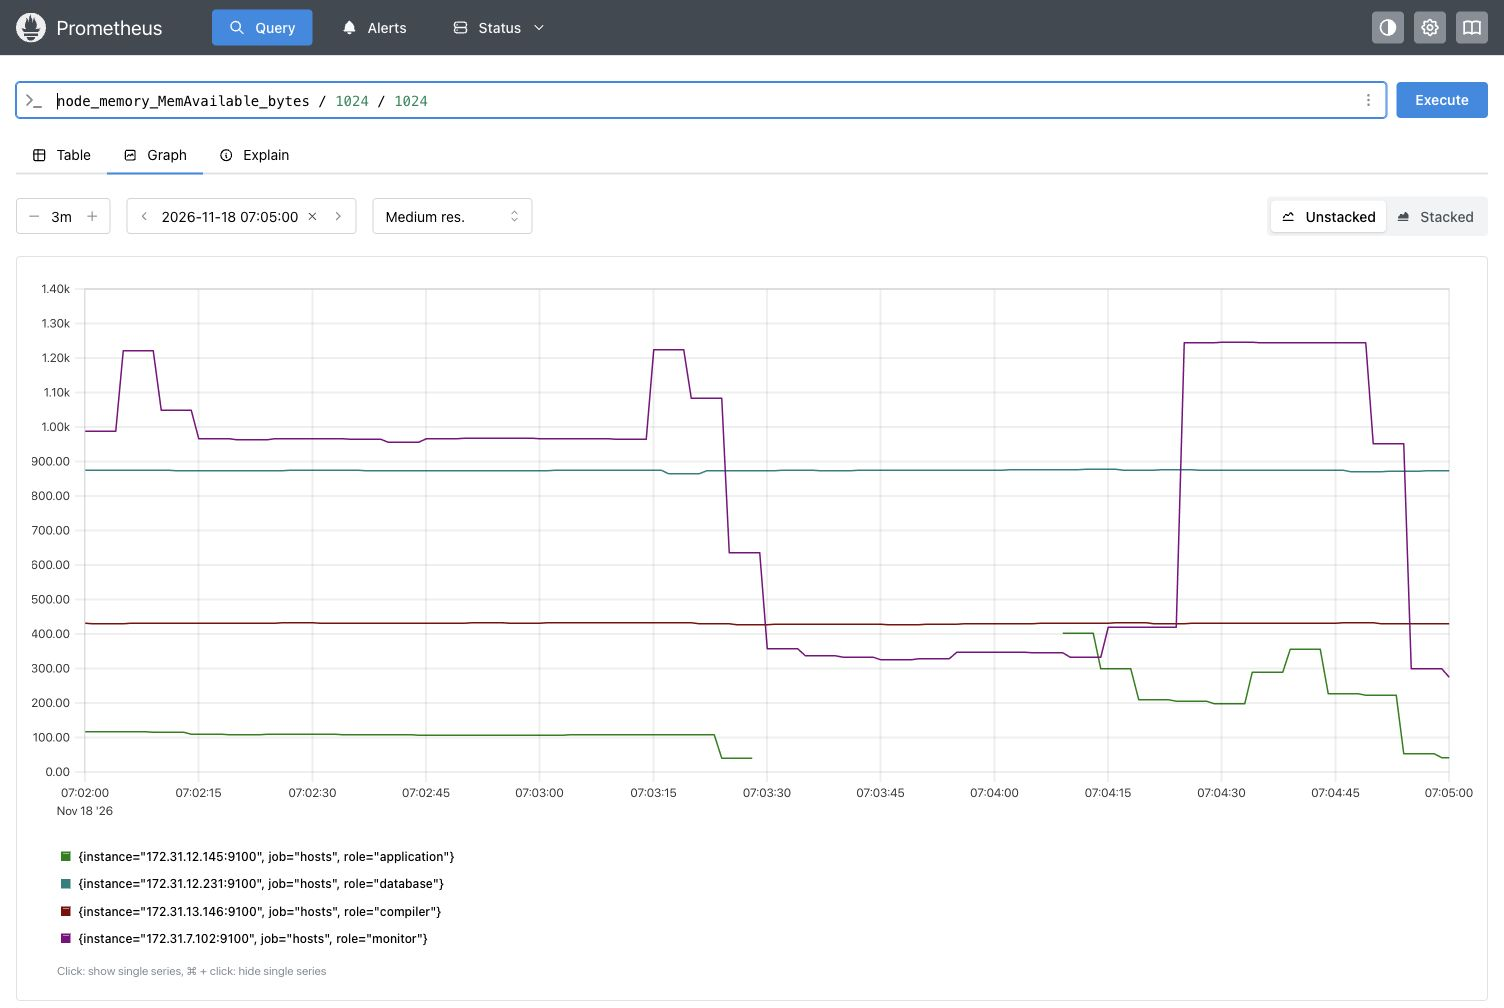 Prometheus Query Alerts Status
>_ node_memory_MemAvailable_bytes / 1024 / 1024 Execute
Table Graph Explain
3m 2026-11-18 07:05:00 Medium res. Unstacked Stacked
1.40k
1.30k
1.20k
1.10k
1.00k
900.00
800.00
700.00
600.00
500.00
400.00
300.00
200.00
100.00
0.00
07:02:00 07:02:15 07:02:30 07:02:45 07:03:00 07:03:15 07:03:30 07:03:45 07:04:00 07:04:15 07:04:30 07:04:45 07:05:00
Nov 18 '26
{instance="172.31.12.145:9100", job="hosts", role="application"}
{instance="172.31.12.231:9100", job="hosts", role="database"}
{instance="172.31.13.146:9100", job="hosts", role="compiler"}
{instance="172.31.7.102:9100", job="hosts", role="monitor"}
Click: show single series, ⌘ + click: hide single series